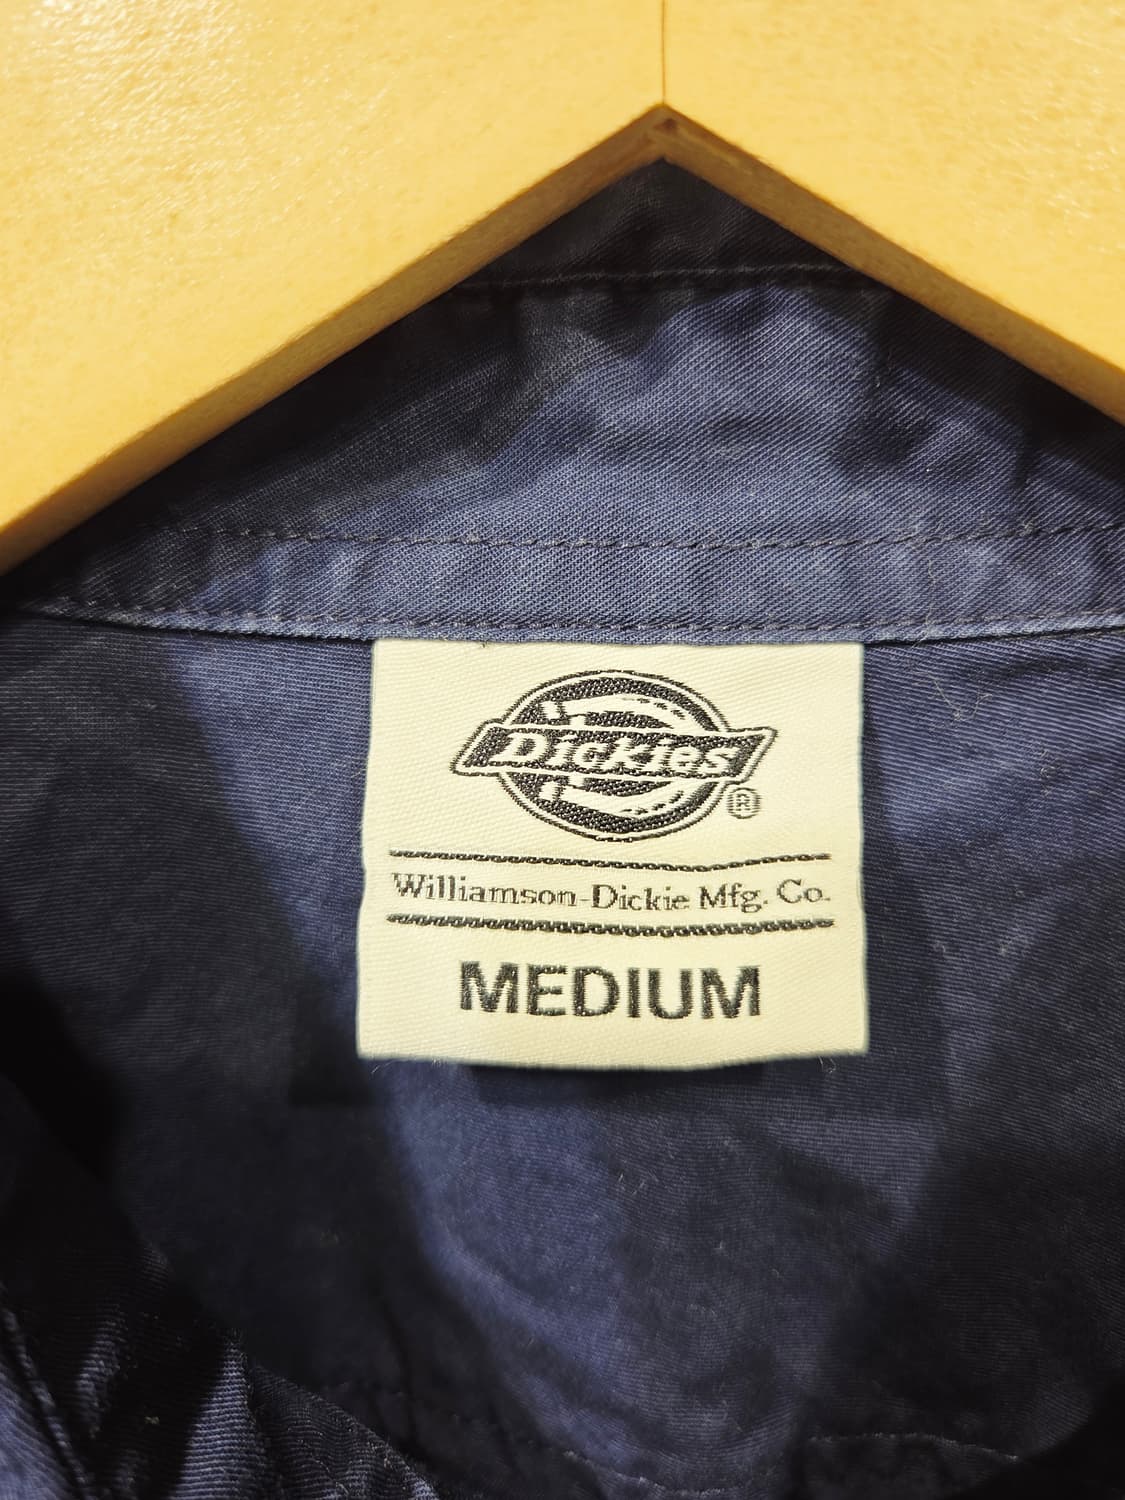 Dickies
®
Williamson-Dickie Mfg. Co.
MEDIUM